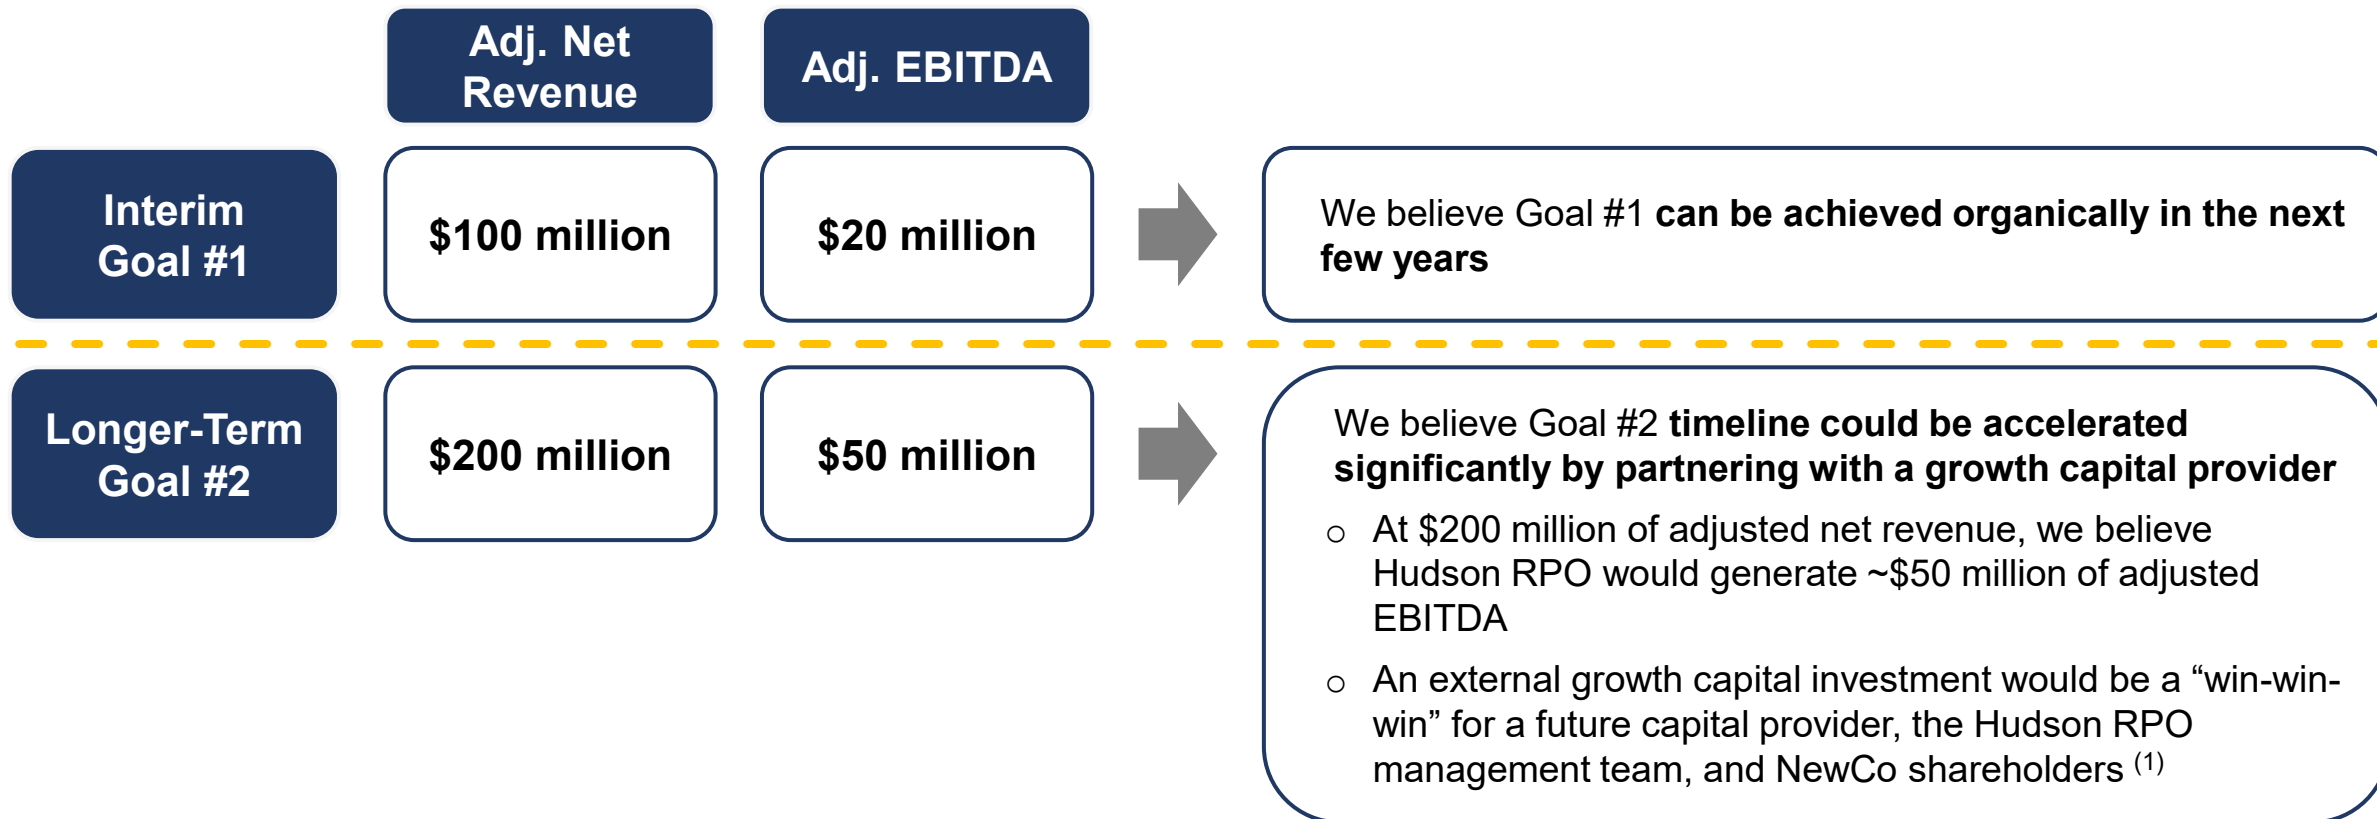 Adj. Net
Revenue
Adj. EBITDA
Interim
Goal #1
$100 million
$20 million
We believe Goal #1 can be achieved organically in the next
few years
Longer-Term
Goal #2
$200 million
$50 million
We believe Goal #2 timeline could be accelerated
significantly by partnering with a growth capital provider
○ At $200 million of adjusted net revenue, we believe
Hudson RPO would generate ~$50 million of adjusted
EBITDA
○ An external growth capital investment would be a “win-win-
win” for a future capital provider, the Hudson RPO
management team, and NewCo shareholders (1)